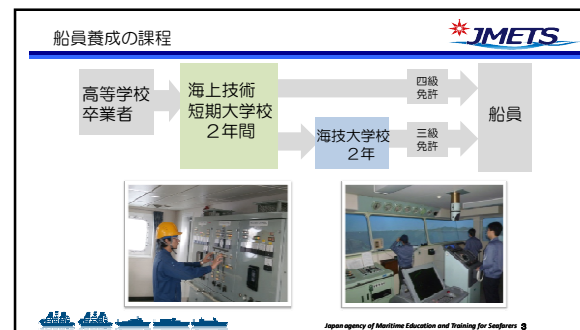 船員養成の課程
JMETS
高等学校
卒業者
海上技術
短期大学校
２年間
四級
免許
海技大学校
２年
三級
免許
船員
Japan agency of Maritime Education and Training for Seafarers 3